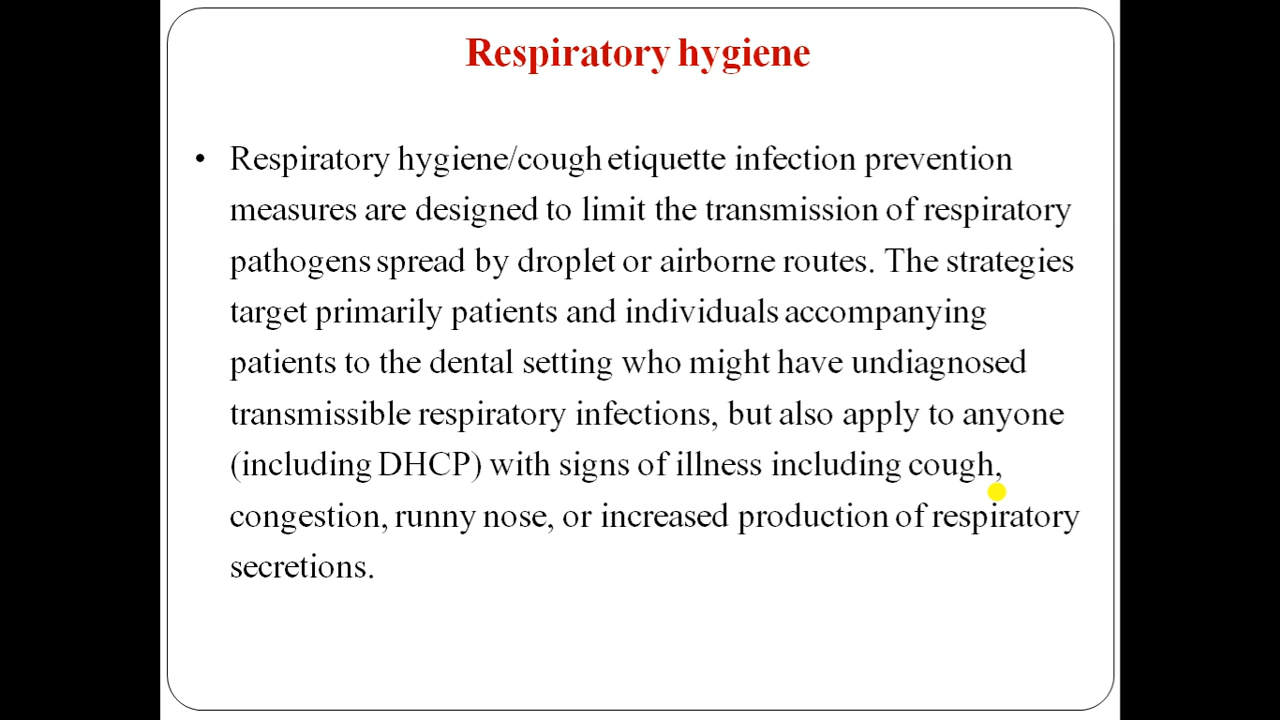 Respiratory hygiene
• Respiratory hygiene/cough etiquette infection prevention
measures are designed to limit the transmission of respiratory
pathogens spread by droplet or airborne routes. The strategies
target primarily patients and individuals accompanying
patients to the dental setting who might have undiagnosed
transmissible respiratory infections, but also apply to anyone
(including DHCP) with signs of illness including cough,
congestion, runny nose, or increased production of respiratory
secretions.